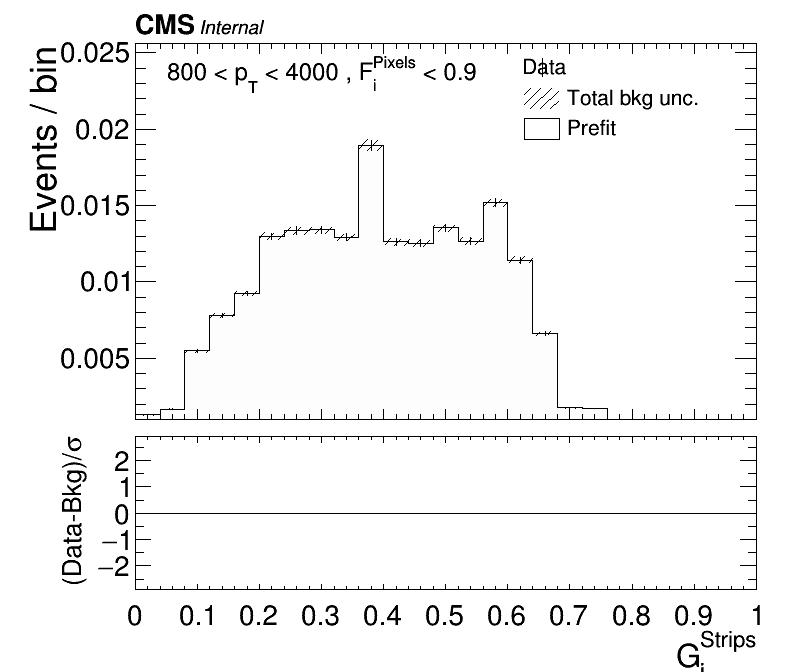 CMS Internal
800 < p_T < 4000 , F_i^Pixels < 0.9
Data
Total bkg unc.
Prefit
Events / bin
0.025
0.02
0.015
0.01
0.005
(Data-Bkg)/σ
2
1
0
−1
−2
0 0.1 0.2 0.3 0.4 0.5 0.6 0.7 0.8 0.9 1
G_i^Strips